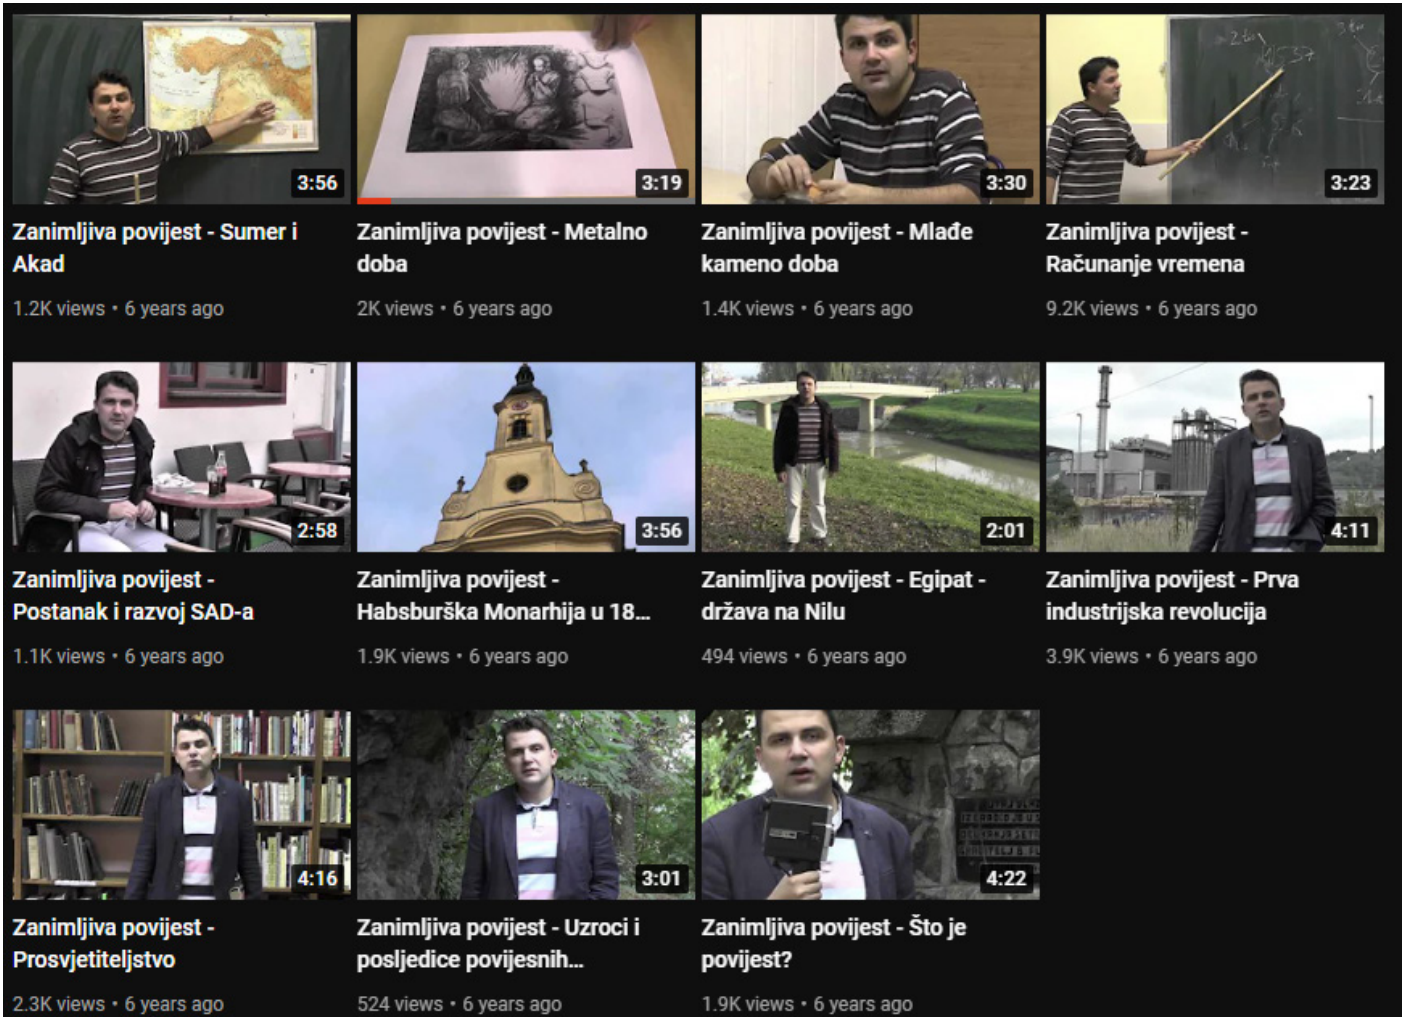 3:56
3:19
3:30
3:23
Zanimljiva povijest - Sumer i
Akad
1.2K views • 6 years ago
Zanimljiva povijest - Metalno
doba
2K views • 6 years ago
Zanimljiva povijest - Mlađe
kameno doba
1.4K views • 6 years ago
Zanimljiva povijest -
Računanje vremena
9.2K views • 6 years ago
2:58
3:56
2:01
4:11
Zanimljiva povijest -
Postanak i razvoj SAD-a
1.1K views • 6 years ago
Zanimljiva povijest -
Habsburška Monarhija u 18...
1.9K views • 6 years ago
Zanimljiva povijest - Egipat -
država na Nilu
494 views • 6 years ago
Zanimljiva povijest - Prva
industrijska revolucija
3.9K views • 6 years ago
4:16
3:01
4:22
Zanimljiva povijest -
Prosvjetiteljstvo
2.3K views • 6 years ago
Zanimljiva povijest - Uzroci i
posljedice povijesnih...
524 views • 6 years ago
Zanimljiva povijest - Što je
povijest?
1.9K views • 6 years ago